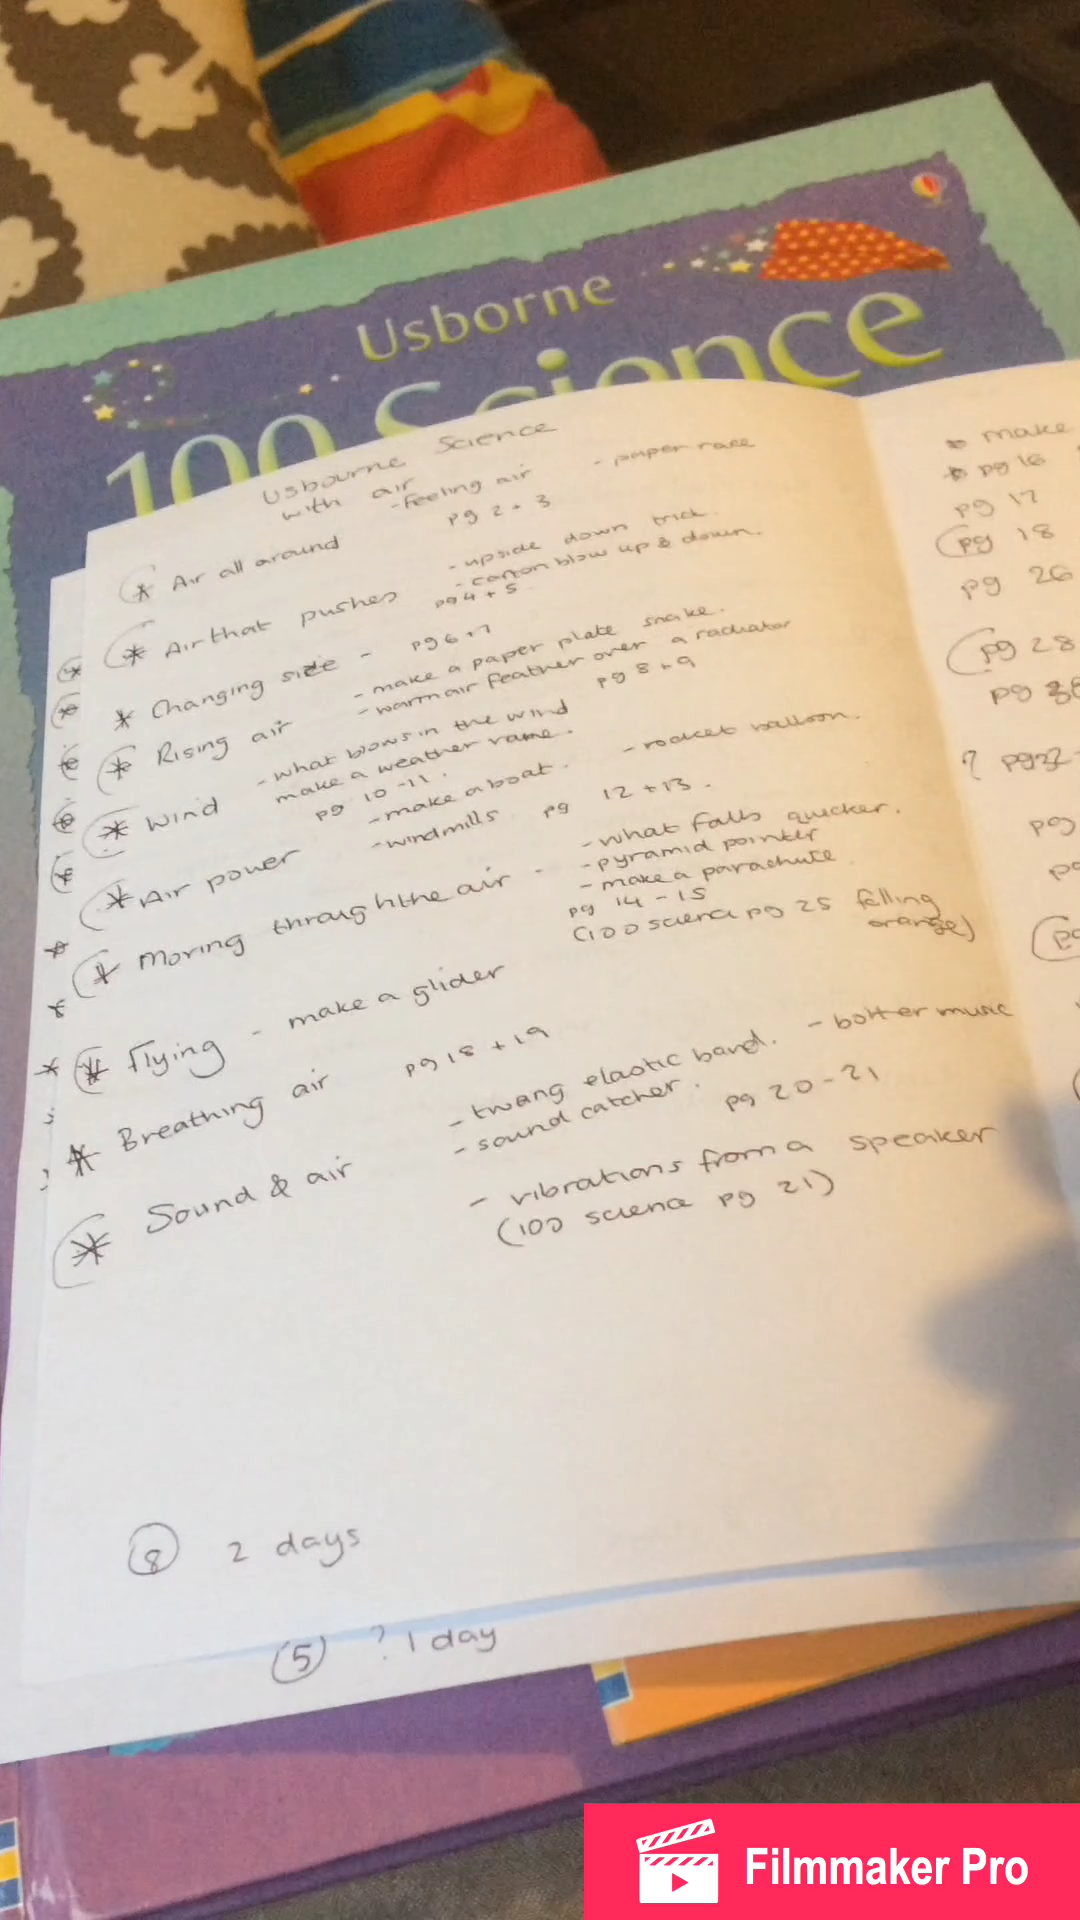 Usborne
100 Science
Usbourne Science
with air
* Air all around
- feeling air - paper race
pg 2 + 3
* Air that pushes
- upside down trick.
- carton blow up & down.
pg 4 + 5
* Changing size - pg 6 + 7
* Rising air
- make a paper plate snake.
- warm air feather over a radiator
pg 8 + 9
* Wind
- what blows in the wind
make a weather vane.
pg 10 - 11.
* Air power
- make a boat. - rocket balloon.
- windmills pg 12 + 13.
* Moving through the air -
- what falls quicker.
- pyramid pointer
- make a parachute
pg 14 - 15
(100 science pg 25 falling
orange)
* Flying - make a glider
* Breathing air pg 18 + 19
* Sound & air
- twang elastic band. - botter music
- sound catcher.
pg 20 - 21
- vibrations from a speaker
(100 science pg 21)
8 2 days
5 ? 1 day
* make
* pg 16
pg 17
pg 18
pg 26
pg 28
pg
? pg 32
pg
Filmmaker Pro